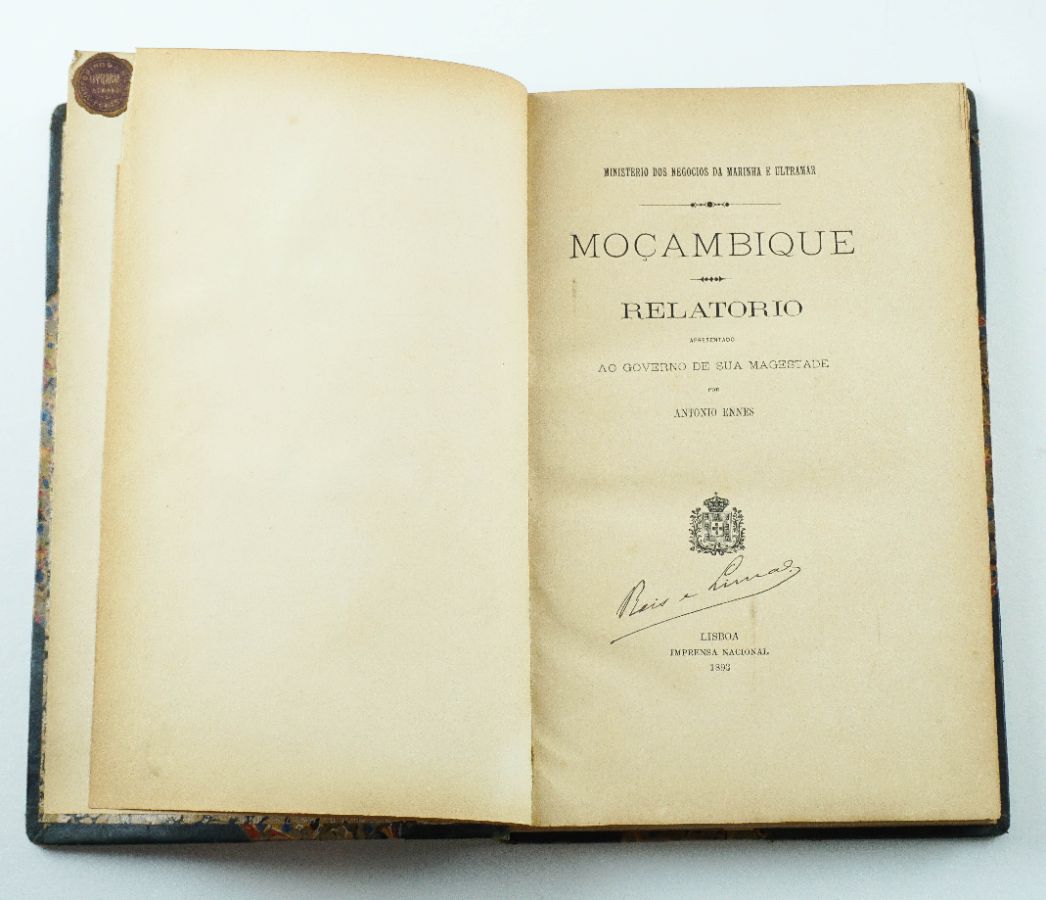 MINISTERIO DOS NEGOCIOS DA MARINHA E ULTRAMAR
MOÇAMBIQUE
RELATORIO
APRESENTADO
AO GOVERNO DE SUA MAGESTADE
POR
ANTONIO ENNES
Reis e Lima
LISBOA
IMPRENSA NACIONAL
1893